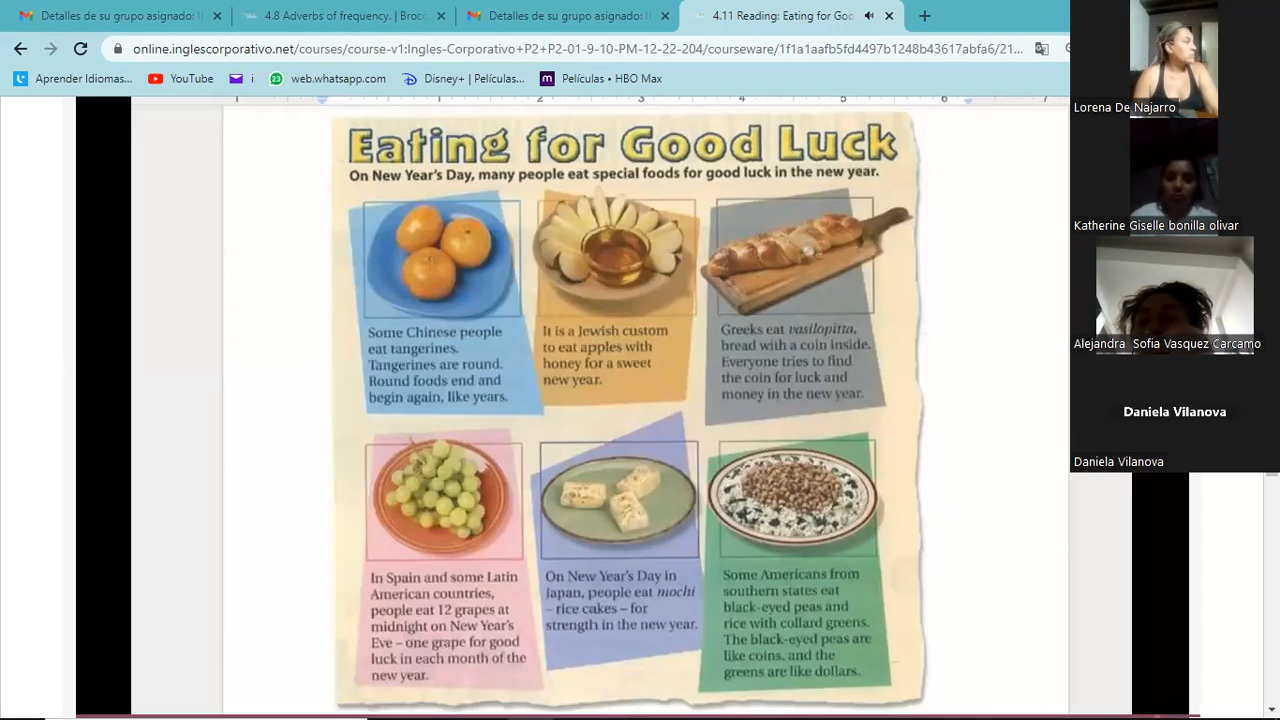 Detalles de su grupo asignado: I
4.8 Adverbs of frequency. | Broco
Detalles de su grupo asignado: I
4.11 Reading: Eating for Goo
online.inglescorporativo.net/courses/course-v1:Ingles-Corporativo+P2+P2-01-9-10-PM-12-22-204/courseware/1f1a1aafb5fd4497b1248b43617abfa6/21...
Aprender Idiomas...
YouTube
i
web.whatsapp.com
Disney+ | Películas,...
Películas • HBO Max
1
2
3
4
5
6
7
Eating for Good Luck
On New Year's Day, many people eat special foods for good luck in the new year.
Some Chinese people
eat tangerines.
Tangerines are round.
Round foods end and
begin again, like years.
It is a Jewish custom
to eat apples with
honey for a sweet
new year.
Greeks eat vasilopitta,
bread with a coin inside.
Everyone tries to find
the coin for luck and
money in the new year.
In Spain and some Latin
American countries,
people eat 12 grapes at
midnight on New Year's
Eve – one grape for good
luck in each month of the
new year.
On New Year's Day in
Japan, people eat mochi
– rice cakes – for
strength in the new year.
Some Americans from
southern states eat
black-eyed peas and
rice with collard greens.
The black-eyed peas are
like coins, and the
greens are like dollars.
Lorena De Najarro
Katherine Giselle bonilla olivar
Alejandra Sofia Vasquez Carcamo
Daniela Vilanova
Daniela Vilanova